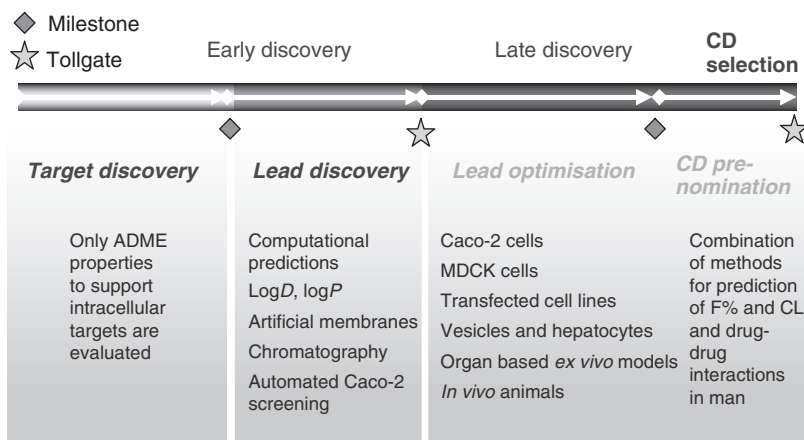 Milestone
Tollgate
Early discovery
Late discovery
CD
selection
Target discovery
Lead discovery
Lead optimisation
CD pre-
nomination
Only ADME
properties
to support
intracellular
targets are
evaluated
Computational
predictions
LogD, logP
Artificial membranes
Chromatography
Automated Caco-2
screening
Caco-2 cells
MDCK cells
Transfected cell lines
Vesicles and hepatocytes
Organ based ex vivo models
In vivo animals
Combination
of methods
for prediction
of F% and CL
and drug-
drug
interactions
in man